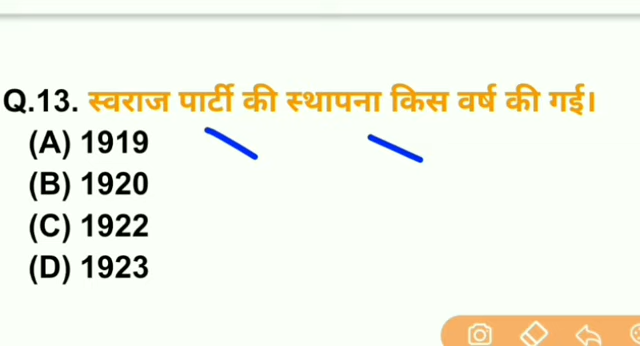 Q.13. स्वराज पार्टी की स्थापना किस वर्ष की गई।
(A) 1919
(B) 1920
(C) 1922
(D) 1923